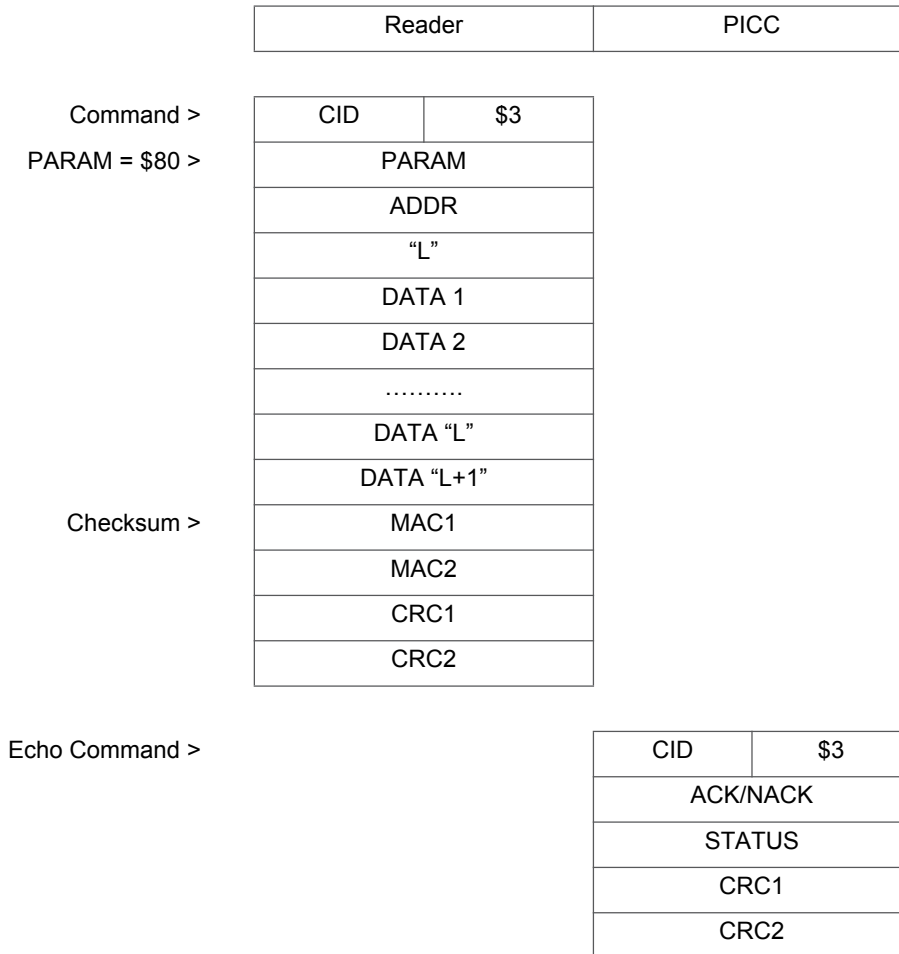 Reader PICC
Command > CID $3
PARAM = $80 > PARAM
ADDR
“L”
DATA 1
DATA 2
……….
DATA “L”
DATA “L+1”
Checksum > MAC1
MAC2
CRC1
CRC2
Echo Command > CID $3
ACK/NACK
STATUS
CRC1
CRC2